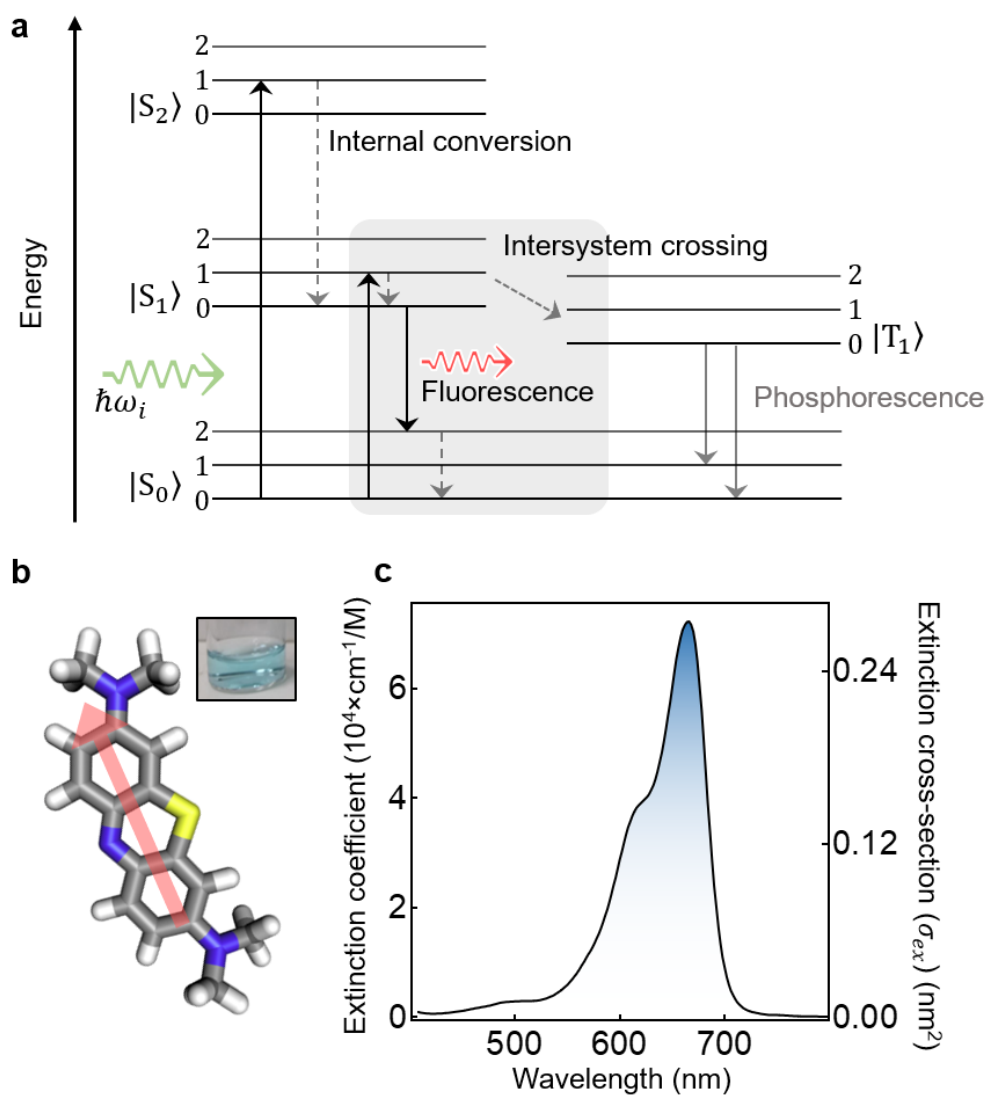 a
Energy
2
1
|S₂⟩ 0
Internal conversion
2
Intersystem crossing
1
|S₁⟩ 0
2
1
0 |T₁⟩
ħωᵢ
Fluorescence
Phosphorescence
2
1
|S₀⟩ 0
b
c
Extinction coefficient (10⁴×cm⁻¹/M)
6
4
2
0
500 600 700
Wavelength (nm)
0.24
0.12
0.00
Extinction cross-section (σₑₓ) (nm²)